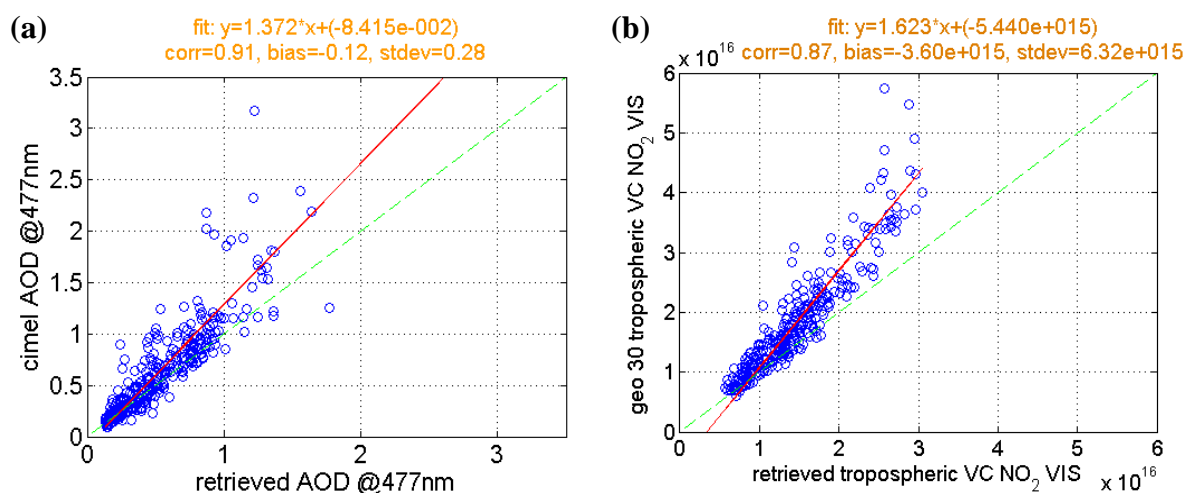 (a)
fit: y=1.372*x+(-8.415e-002)
corr=0.91, bias=-0.12, stdev=0.28
3.5
3
2.5
2
1.5
1
0.5
0
cimel AOD @477nm
0 1 2 3
retrieved AOD @477nm
(b)
fit: y=1.623*x+(-5.440e+015)
x 10^16 corr=0.87, bias=-3.60e+015, stdev=6.32e+015
6
5
4
3
2
1
0
geo 30 tropospheric VC NO2 VIS
0 1 2 3 4 5 6
retrieved tropospheric VC NO2 VIS x 10^16